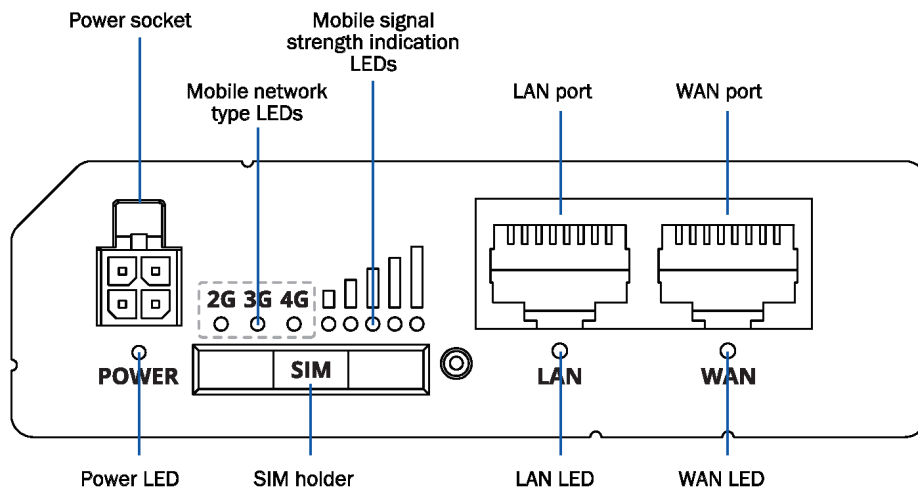 Power socket
Mobile signal
strength indication
LEDs
Mobile network
type LEDs
LAN port
WAN port
2G 3G 4G
POWER
SIM
LAN
WAN
Power LED
SIM holder
LAN LED
WAN LED